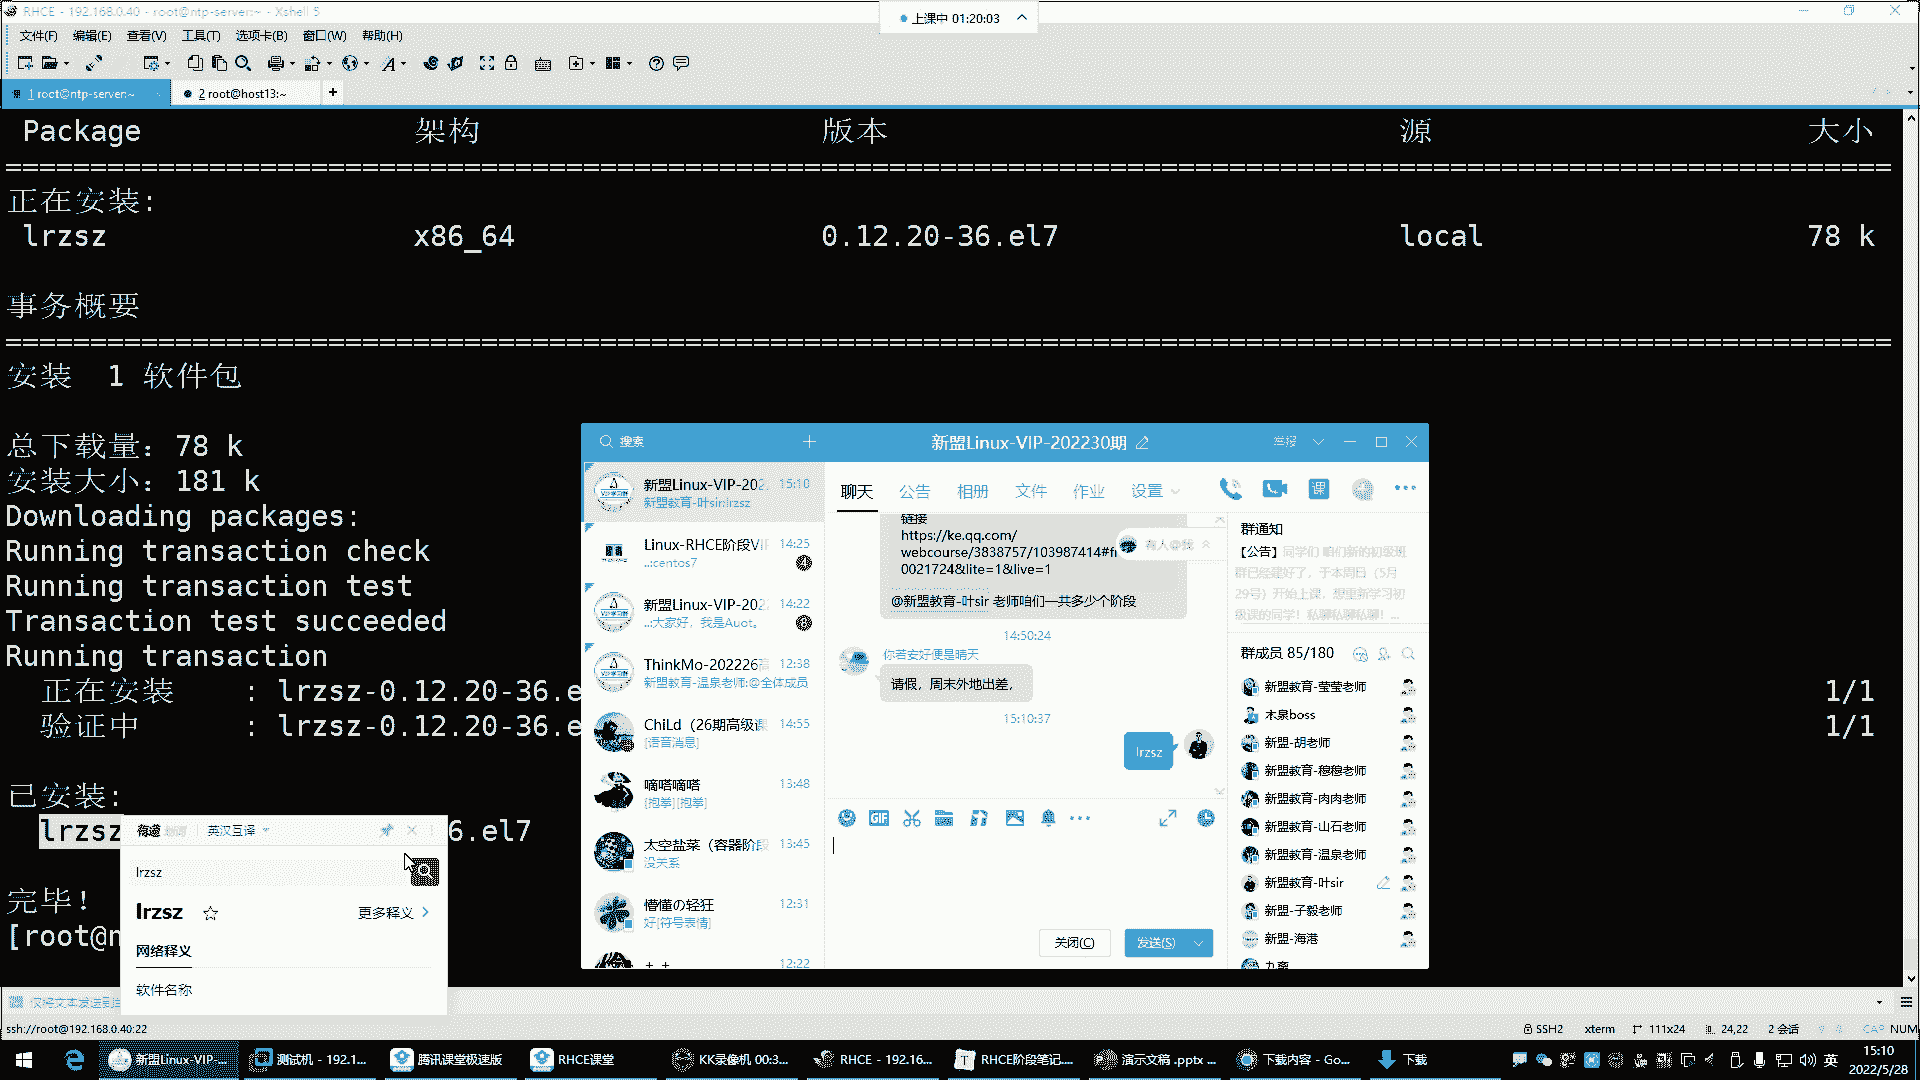 RHCE - 192.168.0.40 - root@ntp-server:~ - Xshell 5
上课中 01:20:03
文件(F) 编辑(E) 查看(V) 工具(T) 选项卡(B) 窗口(W) 帮助(H)
1 root@ntp-server:~
2 root@host13:~
+
Package 架构 版本 源 大小
正在安装:
lrzsz x86_64 0.12.20-36.el7 local 78 k
事务概要
安装 1 软件包
总下载量：78 k
安装大小：181 k
Downloading packages:
Running transaction check
Running transaction test
Transaction test succeeded
Running transaction
正在安装 : lrzsz-0.12.20-36.e 1/1
验证中 : lrzsz-0.12.20-36.e 1/1
已安装:
lrzsz 6.el7
完毕！
[root@n
英汉互译
lrzsz
lrzsz
更多释义
网络释义
软件名称
搜索
新盟Linux-VIP-202230期
举报
新盟Linux-VIP-202 15:10
新盟教育-叶sir:lrzsz
Linux-RHCE阶段VI 14:25
..:centos7
新盟Linux-VIP-202 14:22
..:大家好，我是Auot。
ThinkMo-202226 12:38
新盟教育-温泉老师:@全体成员
ChiLd（26期高级课 14:55
[语音消息]
嘀嗒嘀嗒 13:48
[抱拳][抱拳]
太空盐菜（容器阶段 13:45
没关系
懵懂の轻狂 12:31
好[符号表情]
12:22
聊天 公告 相册 文件 作业 设置
链接
https://ke.qq.com/
webcourse/3838757/103987414#fr
0021724&lite=1&live=1
有人@我
@新盟教育-叶sir 老师咱们一共多少个阶段
14:50:24
你若安好便是晴天
请假，周末外地出差，
15:10:37
lrzsz
GIF
关闭(C)
发送(S)
群通知
【公告】同学们 咱们新的初级班
群已经建好了，于本周日（5月
29号）开始上课，想重新学习初
级课的同学！私聊私聊私聊！...
群成员 85/180
新盟教育-莹莹老师
木泉boss
新盟-胡老师
新盟教育-穆穆老师
新盟教育-肉肉老师
新盟教育-山石老师
新盟教育-温泉老师
新盟教育-叶sir
新盟-子毅老师
新盟-海港
ssh://root@192.168.0.40:22
SSH2 xterm 111x24 24,22 2 会话 CAP NUM
新盟Linux-VIP-...
测试机 - 192.1...
腾讯课堂极速版
RHCE课堂
KK录像机 00:3...
RHCE - 192.16...
RHCE阶段笔记....
演示文稿 .pptx ...
下载内容 - Go...
下载
英
15:10
2022/5/28